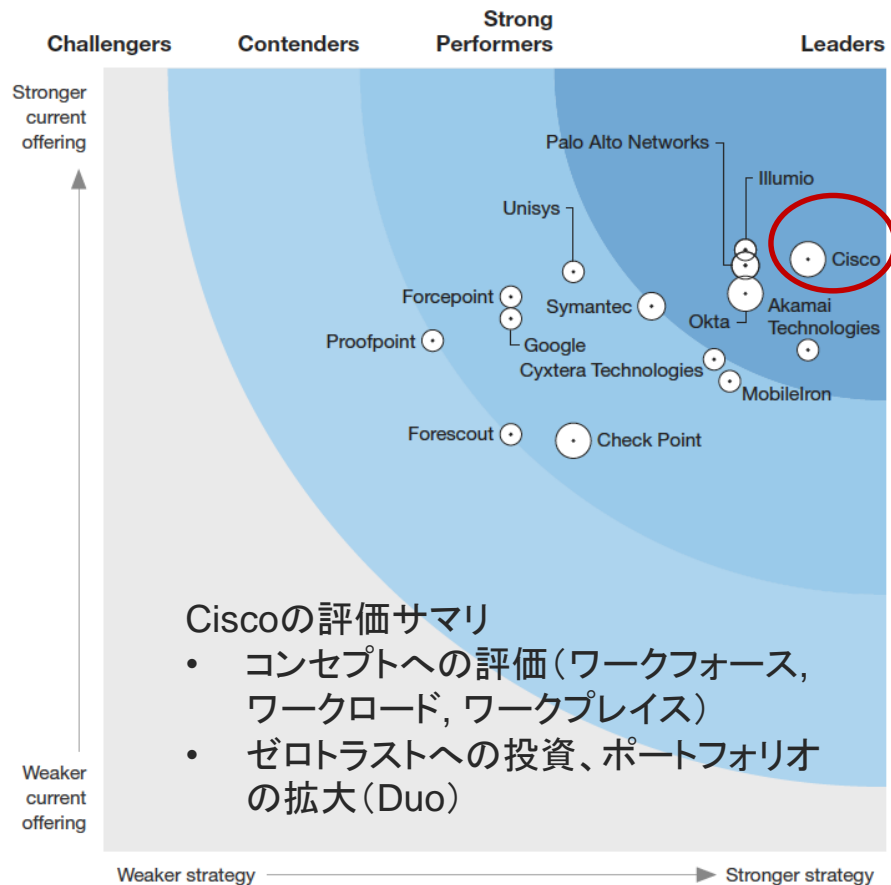 Strong
Challengers Contenders Performers Leaders
Stronger
current
offering
Palo Alto Networks
Illumio
Unisys
Cisco
Forcepoint
Symantec
Akamai
Technologies
Okta
Proofpoint
Google
Cyxtera Technologies
MobileIron
Forescout
Check Point
Ciscoの評価サマリ
• コンセプトへの評価（ワークフォース,
ワークロード, ワークプレイス）
• ゼロトラストへの投資、ポートフォリオ
の拡大（Duo）
Weaker
current
offering
Weaker strategy Stronger strategy